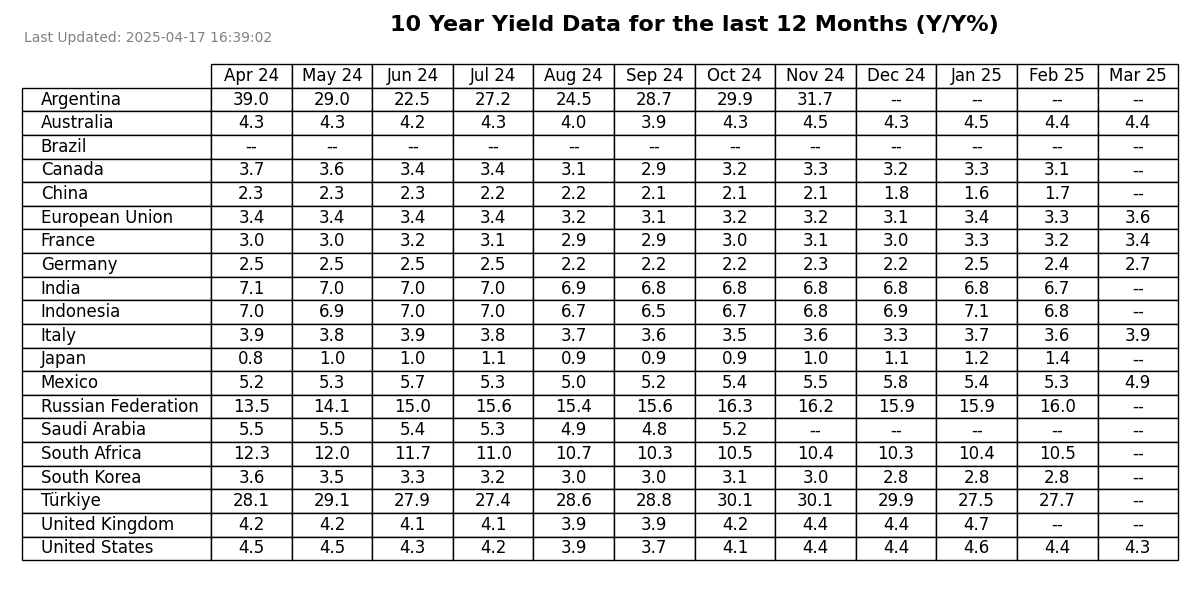 10 Year Yield Data for the last 12 Months (Y/Y%)
Last Updated: 2025-04-17 16:39:02
Apr 24 May 24 Jun 24 Jul 24 Aug 24 Sep 24 Oct 24 Nov 24 Dec 24 Jan 25 Feb 25 Mar 25
Argentina 39.0 29.0 22.5 27.2 24.5 28.7 29.9 31.7 -- -- -- --
Australia 4.3 4.3 4.2 4.3 4.0 3.9 4.3 4.5 4.3 4.5 4.4 4.4
Brazil -- -- -- -- -- -- -- -- -- -- -- --
Canada 3.7 3.6 3.4 3.4 3.1 2.9 3.2 3.3 3.2 3.3 3.1 --
China 2.3 2.3 2.3 2.2 2.2 2.1 2.1 2.1 1.8 1.6 1.7 --
European Union 3.4 3.4 3.4 3.4 3.2 3.1 3.2 3.2 3.1 3.4 3.3 3.6
France 3.0 3.0 3.2 3.1 2.9 2.9 3.0 3.1 3.0 3.3 3.2 3.4
Germany 2.5 2.5 2.5 2.5 2.2 2.2 2.2 2.3 2.2 2.5 2.4 2.7
India 7.1 7.0 7.0 7.0 6.9 6.8 6.8 6.8 6.8 6.8 6.7 --
Indonesia 7.0 6.9 7.0 7.0 6.7 6.5 6.7 6.8 6.9 7.1 6.8 --
Italy 3.9 3.8 3.9 3.8 3.7 3.6 3.5 3.6 3.3 3.7 3.6 3.9
Japan 0.8 1.0 1.0 1.1 0.9 0.9 0.9 1.0 1.1 1.2 1.4 --
Mexico 5.2 5.3 5.7 5.3 5.0 5.2 5.4 5.5 5.8 5.4 5.3 4.9
Russian Federation 13.5 14.1 15.0 15.6 15.4 15.6 16.3 16.2 15.9 15.9 16.0 --
Saudi Arabia 5.5 5.5 5.4 5.3 4.9 4.8 5.2 -- -- -- -- --
South Africa 12.3 12.0 11.7 11.0 10.7 10.3 10.5 10.4 10.3 10.4 10.5 --
South Korea 3.6 3.5 3.3 3.2 3.0 3.0 3.1 3.0 2.8 2.8 2.8 --
Türkiye 28.1 29.1 27.9 27.4 28.6 28.8 30.1 30.1 29.9 27.5 27.7 --
United Kingdom 4.2 4.2 4.1 4.1 3.9 3.9 4.2 4.4 4.4 4.7 -- --
United States 4.5 4.5 4.3 4.2 3.9 3.7 4.1 4.4 4.4 4.6 4.4 4.3